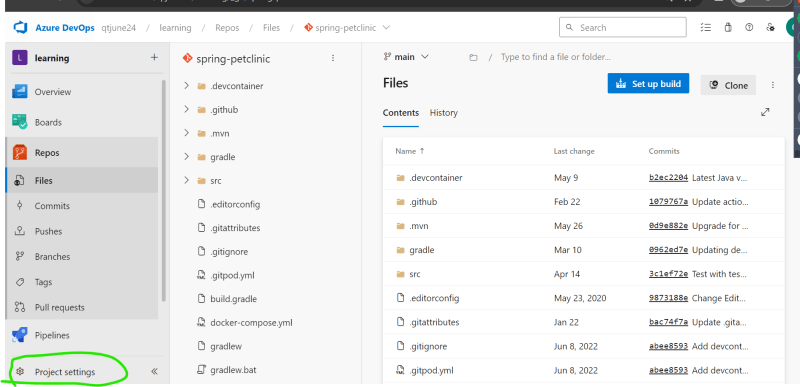 Azure DevOps qtjune24 / learning / Repos / Files / spring-petclinic
Search
L learning +
Overview
Boards
Repos
Files
Commits
Pushes
Branches
Tags
Pull requests
Pipelines
Project settings
spring-petclinic
.devcontainer
.github
.mvn
gradle
src
.editorconfig
.gitattributes
.gitignore
.gitpod.yml
build.gradle
docker-compose.yml
gradlew
gradlew.bat
main / Type to find a file or folder...
Files
Set up build
Clone
Contents History
Name ↑ Last change Commits
.devcontainer May 9 b2ec2204 Latest Java v...
.github Feb 22 1079767a Update actio...
.mvn May 26 0d9e882e Upgrade for ...
gradle Mar 10 0962ed7e Updating de...
src Apr 14 3c1ef72e Test with tes...
.editorconfig May 23, 2020 9873188e Change Edit...
.gitattributes Jan 22 bac74f7a Update .gita...
.gitignore Jun 8, 2022 abee8593 Add devcont...
.gitpod.yml Jun 8, 2022 abee8593 Add devcont...